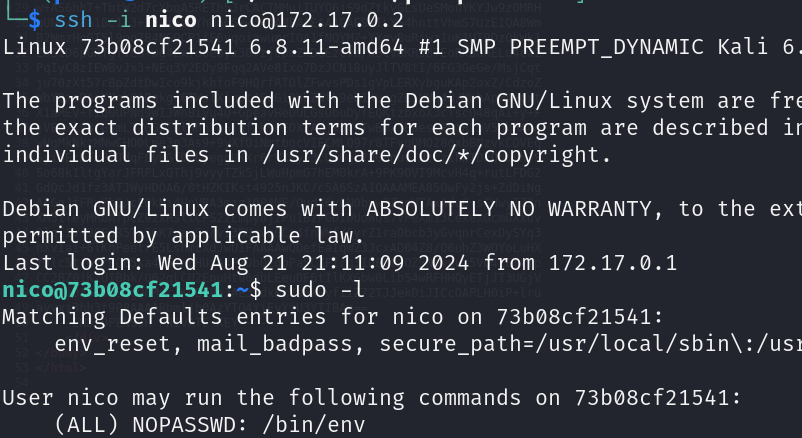 └─$ ssh -i nico nico@172.17.0.2
Linux 73b08cf21541 6.8.11-amd64 #1 SMP PREEMPT_DYNAMIC Kali 6.
The programs included with the Debian GNU/Linux system are fre
the exact distribution terms for each program are described in
individual files in /usr/share/doc/*/copyright.
Debian GNU/Linux comes with ABSOLUTELY NO WARRANTY, to the ext
permitted by applicable law.
Last login: Wed Aug 21 21:11:09 2024 from 172.17.0.1
nico@73b08cf21541:~$ sudo -l
Matching Defaults entries for nico on 73b08cf21541:
    env_reset, mail_badpass, secure_path=/usr/local/sbin\:/usr
User nico may run the following commands on 73b08cf21541:
    (ALL) NOPASSWD: /bin/env